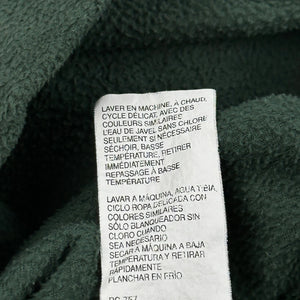 LAVER EN MACHINE, À CHAUD,
CYCLE DÉLICAT, AVEC DES
COULEURS SIMILAIRES
L'EAU DE JAVEL SANS CHLORE
SEULEMENT SI NÉCESSAIRE
SÉCHOIR, BASSE
TEMPÉRATURE, RETIRER
IMMÉDIATEMENT
REPASSAGE À BASSE
TEMPÉRATURE
LAVAR A MÁQUINA, AGUA TIBIA,
CICLO ROPA DELICADA CON
COLORES SIMILARES
SÓLO BLANQUEADOR SIN
CLORO CUANDO
SEA NECESARIO
SECAR A MÁQUINA A BAJA
TEMPERATURA Y RETIRAR
RÁPIDAMENTE
PLANCHAR EN FRÍO